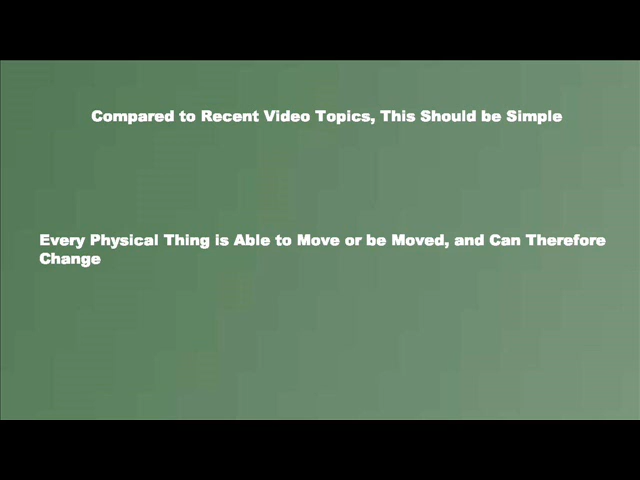 Compared to Recent Video Topics, This Should be Simple
Every Physical Thing is Able to Move or be Moved, and Can Therefore
Change